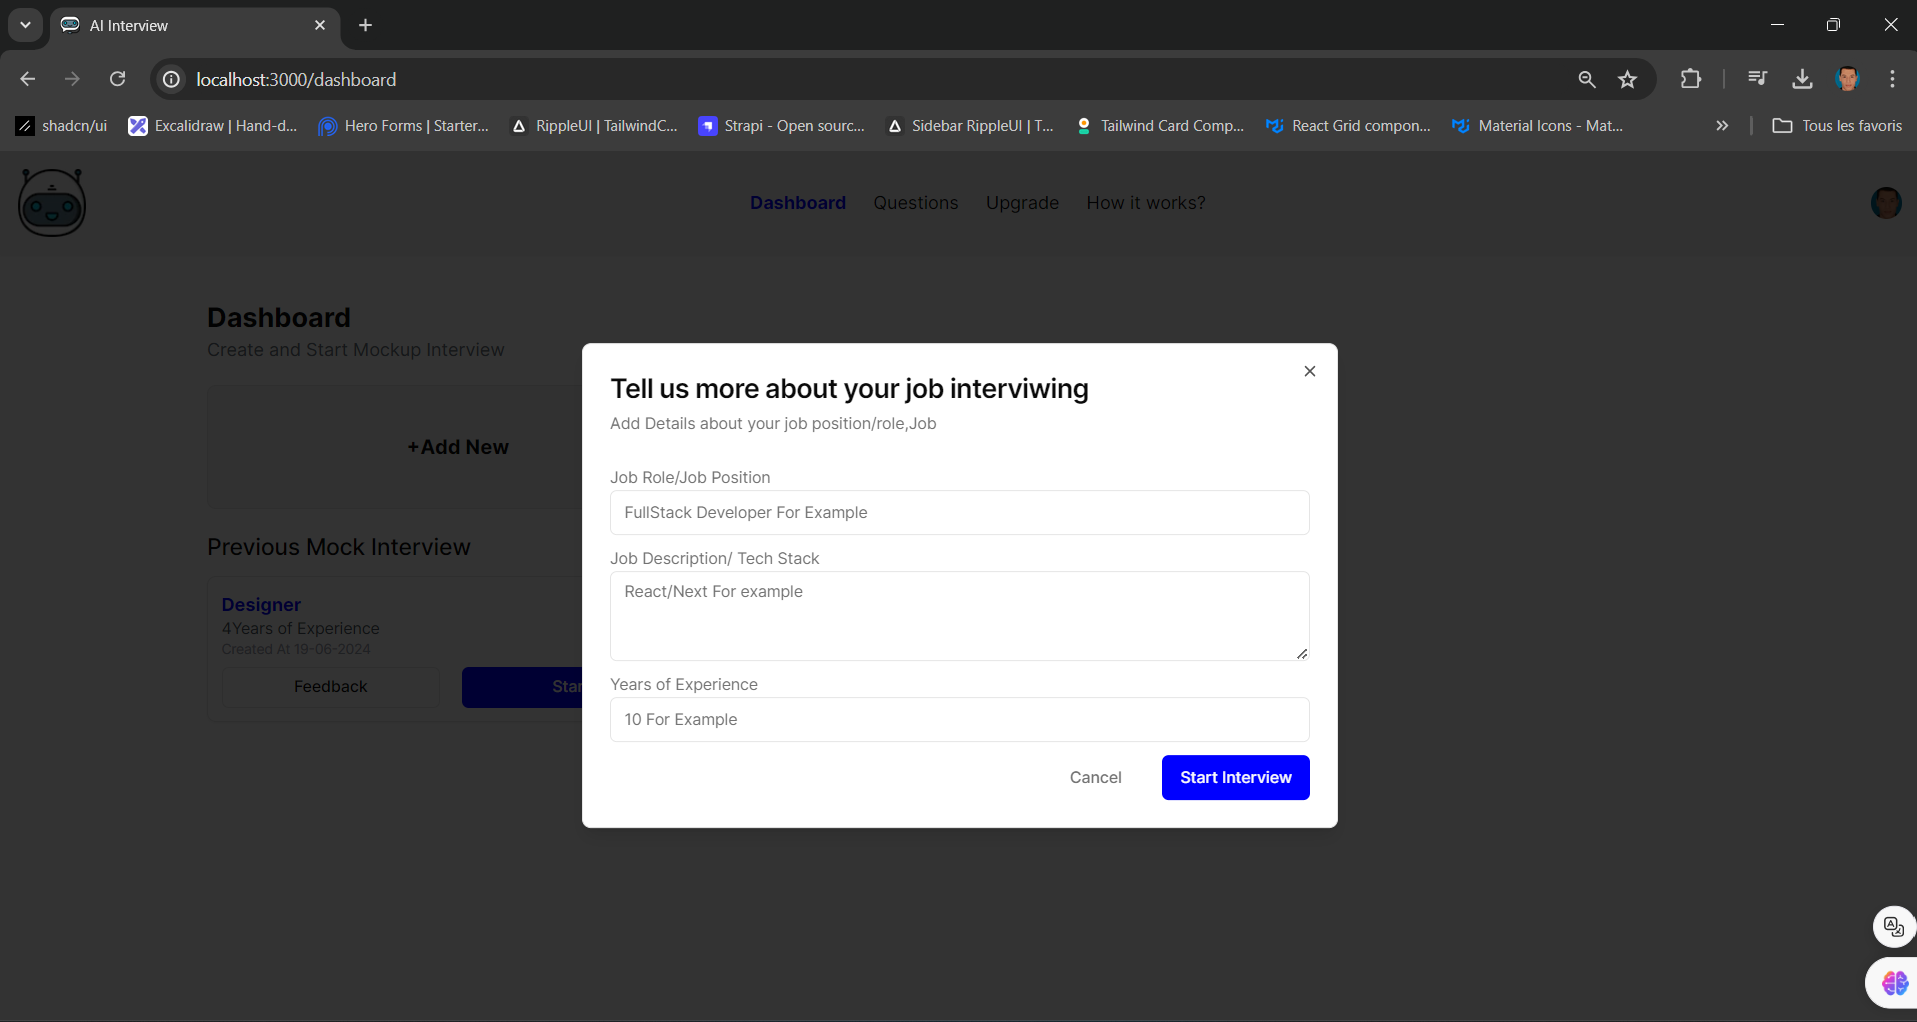 AI Interview
localhost:3000/dashboard
shadcn/ui Excalidraw | Hand-d... Hero Forms | Starter... RippleUI | TailwindC... Strapi - Open sourc... Sidebar RippleUI | T... Tailwind Card Comp... React Grid compon... Material Icons - Mat... Tous les favoris
Dashboard Questions Upgrade How it works?
Dashboard
Create and Start Mockup Interview
+Add New
Previous Mock Interview
Designer
4Years of Experience
Created At 19-06-2024
Feedback Star
Tell us more about your job interviwing
Add Details about your job position/role,Job
Job Role/Job Position
FullStack Developer For Example
Job Description/ Tech Stack
React/Next For example
Years of Experience
10 For Example
Cancel Start Interview